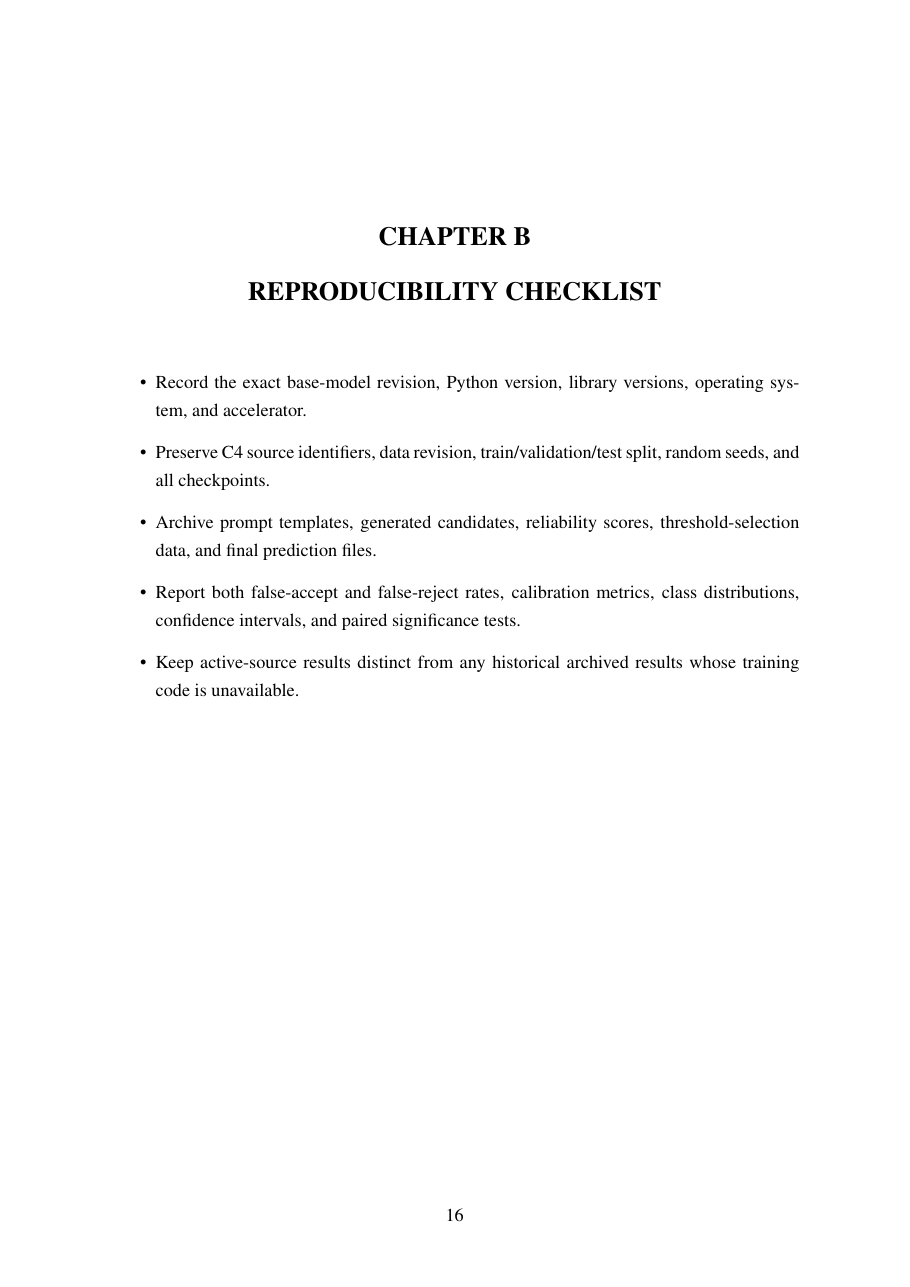 CHAPTER B
REPRODUCIBILITY CHECKLIST
• Record the exact base-model revision, Python version, library versions, operating sys-
tem, and accelerator.
• Preserve C4 source identifiers, data revision, train/validation/test split, random seeds, and
all checkpoints.
• Archive prompt templates, generated candidates, reliability scores, threshold-selection
data, and final prediction files.
• Report both false-accept and false-reject rates, calibration metrics, class distributions,
confidence intervals, and paired significance tests.
• Keep active-source results distinct from any historical archived results whose training
code is unavailable.
16